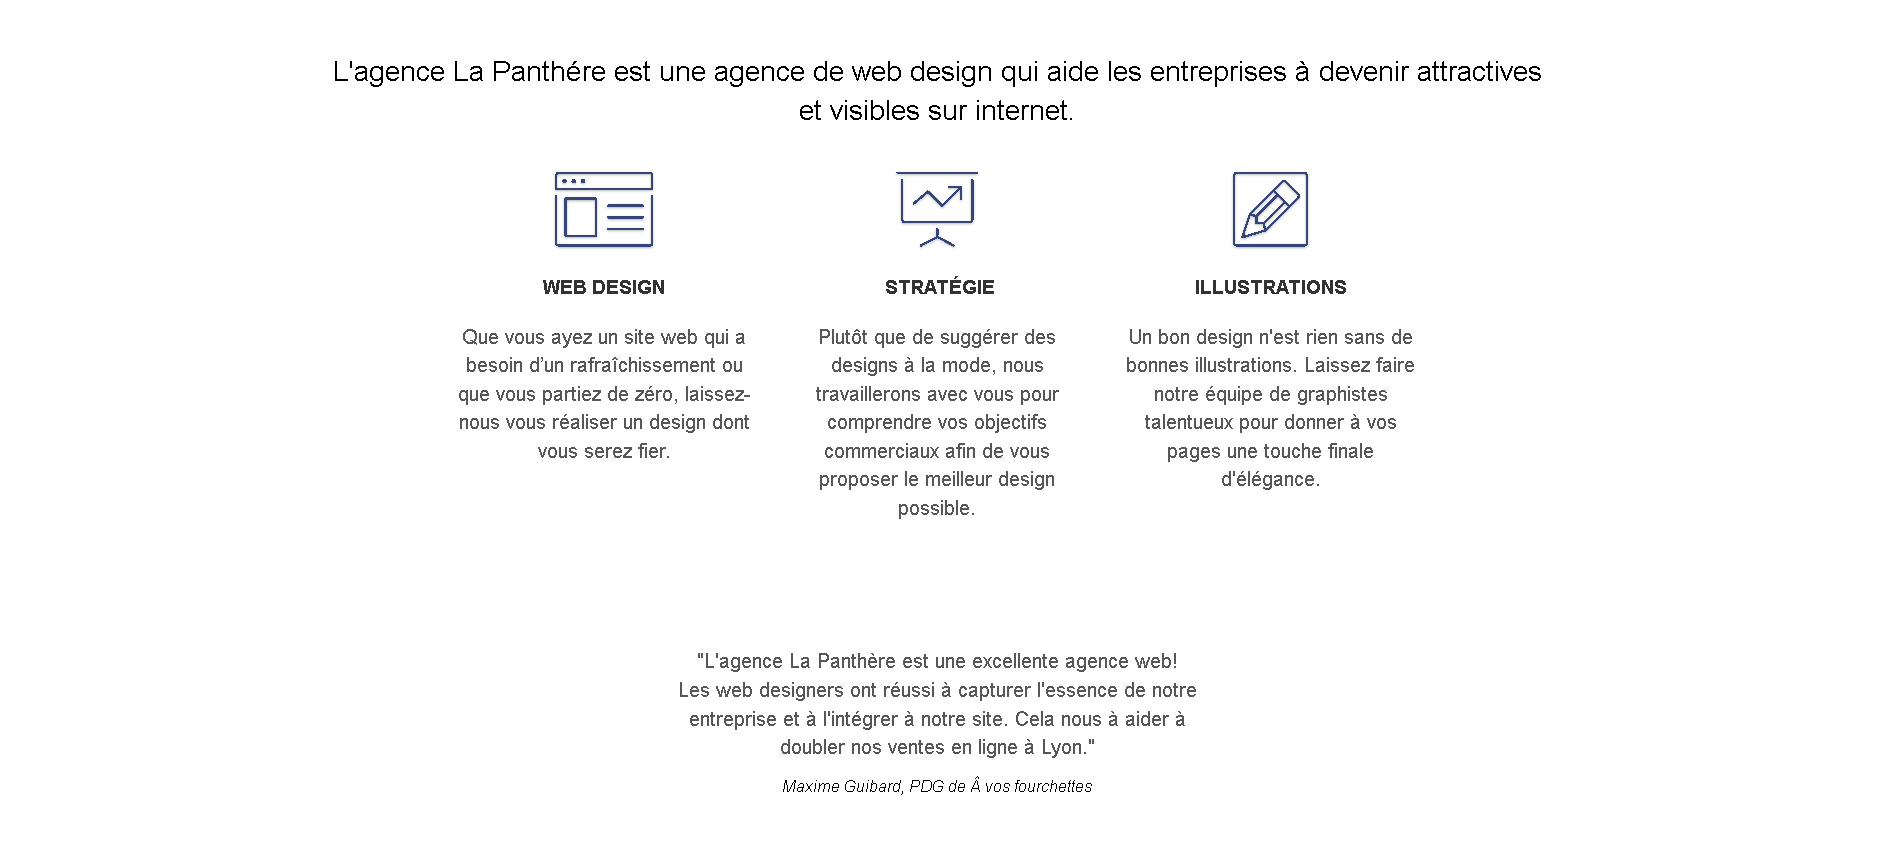 L'agence La Panthére est une agence de web design qui aide les entreprises à devenir attractives
et visibles sur internet.
WEB DESIGN
Que vous ayez un site web qui a
besoin d’un rafraîchissement ou
que vous partiez de zéro, laissez-
nous vous réaliser un design dont
vous serez fier.
STRATÉGIE
Plutôt que de suggérer des
designs à la mode, nous
travaillerons avec vous pour
comprendre vos objectifs
commerciaux afin de vous
proposer le meilleur design
possible.
ILLUSTRATIONS
Un bon design n'est rien sans de
bonnes illustrations. Laissez faire
notre équipe de graphistes
talentueux pour donner à vos
pages une touche finale
d'élégance.
"L'agence La Panthère est une excellente agence web!
Les web designers ont réussi à capturer l'essence de notre
entreprise et à l'intégrer à notre site. Cela nous à aider à
doubler nos ventes en ligne à Lyon."
Maxime Guibard, PDG de Â vos fourchettes